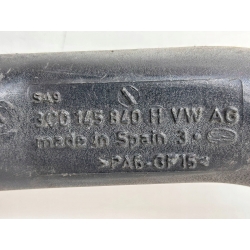 SA9
3C0 145 840 H VW AG
made in Spain 3
>PA6-GF15<